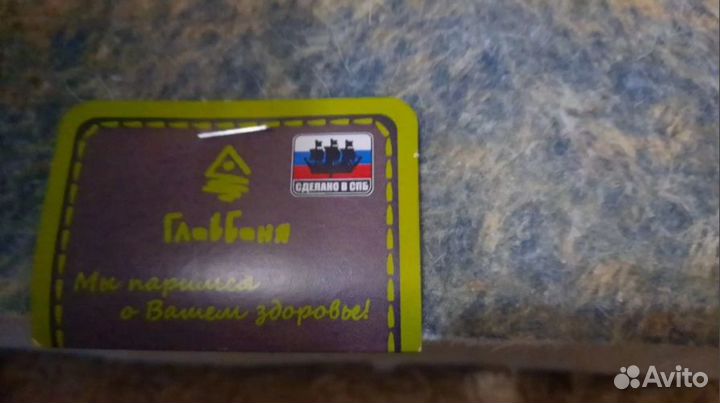 СДЕЛАНО В СПБ
ГлавБаня
Мы паримся
о Вашем здоровье!
Avito